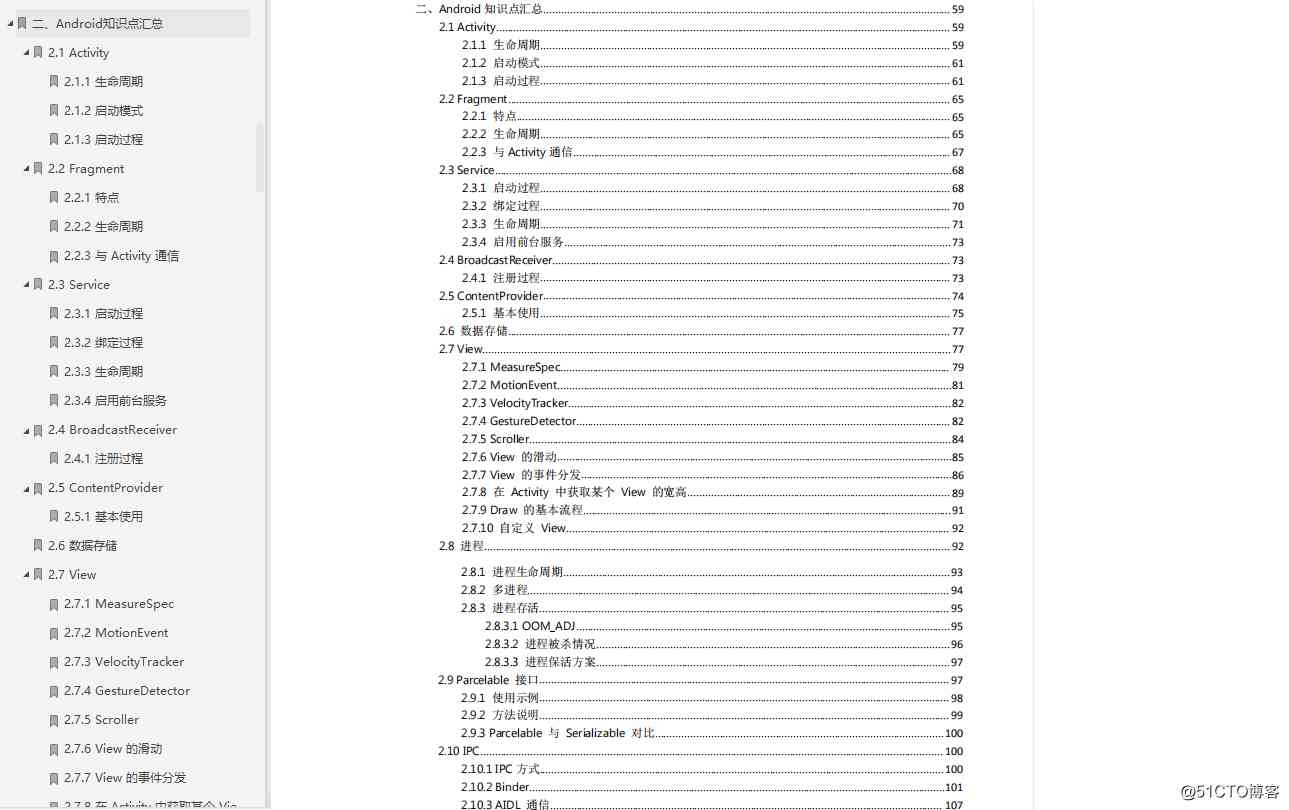 二、Android知识点汇总
2.1 Activity
2.1.1 生命周期
2.1.2 启动模式
2.1.3 启动过程
2.2 Fragment
2.2.1 特点
2.2.2 生命周期
2.2.3 与 Activity 通信
2.3 Service
2.3.1 启动过程
2.3.2 绑定过程
2.3.3 生命周期
2.3.4 启用前台服务
2.4 BroadcastReceiver
2.4.1 注册过程
2.5 ContentProvider
2.5.1 基本使用
2.6 数据存储
2.7 View
2.7.1 MeasureSpec
2.7.2 MotionEvent
2.7.3 VelocityTracker
2.7.4 GestureDetector
2.7.5 Scroller
2.7.6 View 的滑动
2.7.7 View 的事件分发
2.7.8 在 Activity 中获取某个 Vie
二、Android 知识点汇总 59
2.1 Activity 59
2.1.1 生命周期 59
2.1.2 启动模式 61
2.1.3 启动过程 61
2.2 Fragment 65
2.2.1 特点 65
2.2.2 生命周期 65
2.2.3 与 Activity 通信 67
2.3 Service 68
2.3.1 启动过程 68
2.3.2 绑定过程 70
2.3.3 生命周期 71
2.3.4 启用前台服务 73
2.4 BroadcastReceiver 73
2.4.1 注册过程 73
2.5 ContentProvider 74
2.5.1 基本使用 75
2.6 数据存储 77
2.7 View 77
2.7.1 MeasureSpec 79
2.7.2 MotionEvent 81
2.7.3 VelocityTracker 82
2.7.4 GestureDetector 82
2.7.5 Scroller 84
2.7.6 View 的滑动 85
2.7.7 View 的事件分发 86
2.7.8 在 Activity 中获取某个 View 的宽高 89
2.7.9 Draw 的基本流程 91
2.7.10 自定义 View 92
2.8 进程 92
2.8.1 进程生命周期 93
2.8.2 多进程 94
2.8.3 进程存活 95
2.8.3.1 OOM_ADJ 95
2.8.3.2 进程被杀情况 96
2.8.3.3 进程保活方案 97
2.9 Parcelable 接口 97
2.9.1 使用示例 98
2.9.2 方法说明 99
2.9.3 Parcelable 与 Serializable 对比 100
2.10 IPC 100
2.10.1 IPC 方式 100
2.10.2 Binder 101
2.10.3 AIDL 通信 107
@51CTO博客